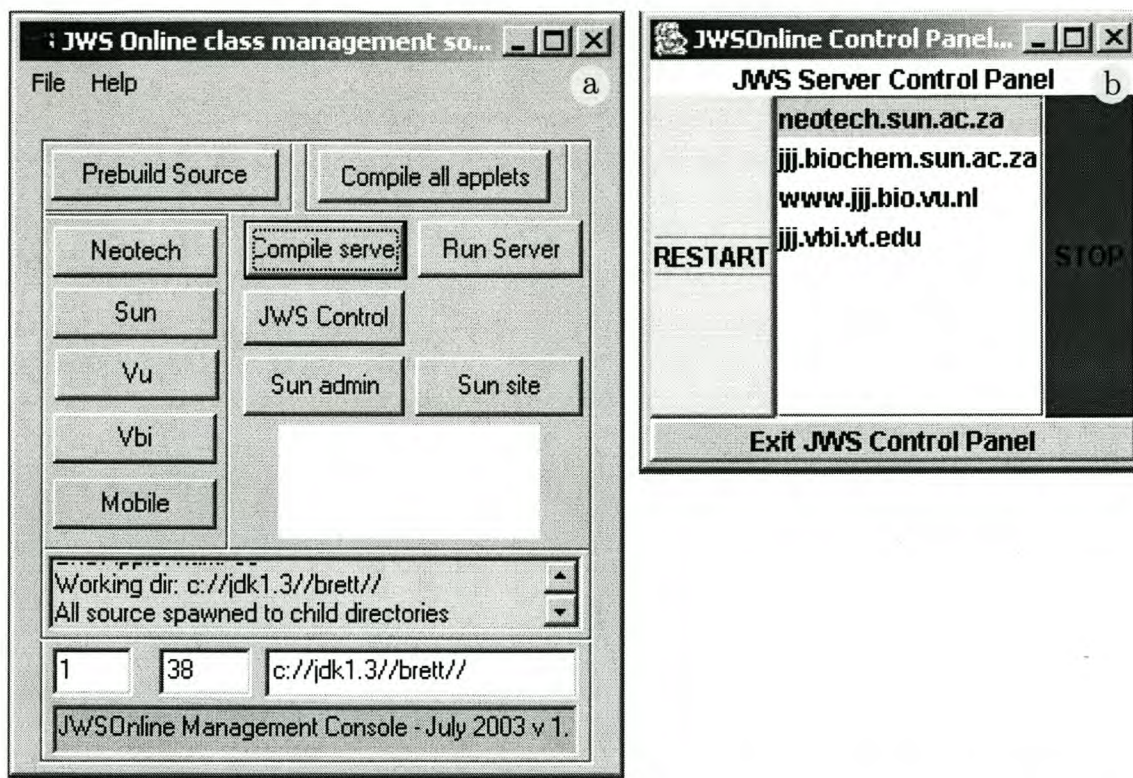 JWS Online class management so...
File Help
a
Prebuild Source
Compile all applets
Neotech
Compile serve
Run Server
Sun
JWS Control
Vu
Sun admin
Sun site
Vbi
Mobile
Working dir: c://jdk1.3//brett//
All source spawned to child directories
1
38
c://jdk1.3//brett//
JWSOnline Management Console - July 2003 v 1.
JWSOnline Control Panel...
JWS Server Control Panel
b
neotech.sun.ac.za
jjj.biochem.sun.ac.za
www.jjj.bio.vu.nl
jjj.vbi.vt.edu
RESTART
STOP
Exit JWS Control Panel